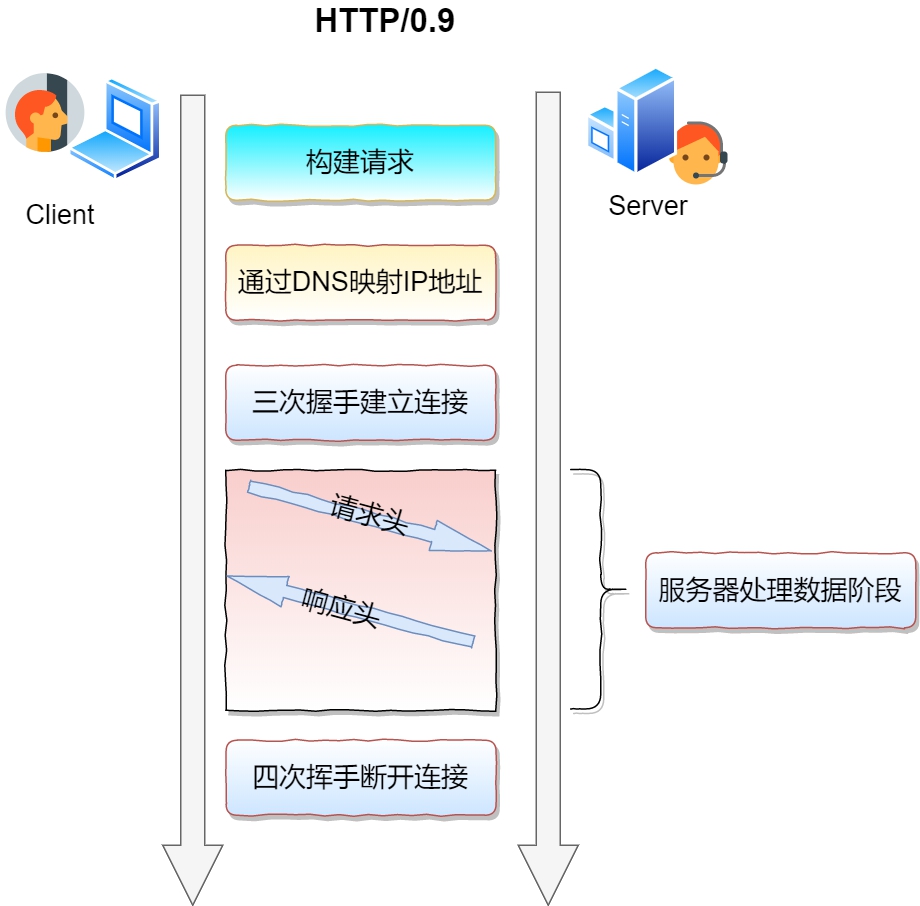 HTTP/0.9
Client
Server
构建请求
通过DNS映射IP地址
三次握手建立连接
请求头
响应头
服务器处理数据阶段
四次挥手断开连接